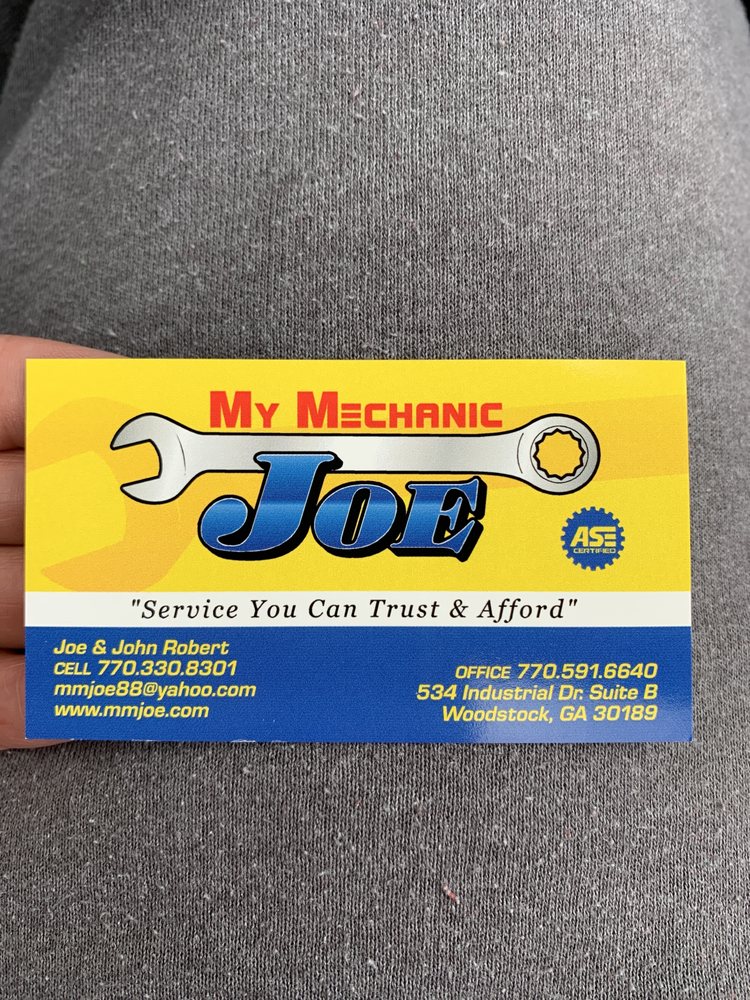 My Mechanic
Joe
ASE
CERTIFIED
"Service You Can Trust & Afford"
Joe & John Robert
CELL 770.330.8301
mmjoe88@yahoo.com
www.mmjoe.com
OFFICE 770.591.6640
534 Industrial Dr. Suite B
Woodstock, GA 30189